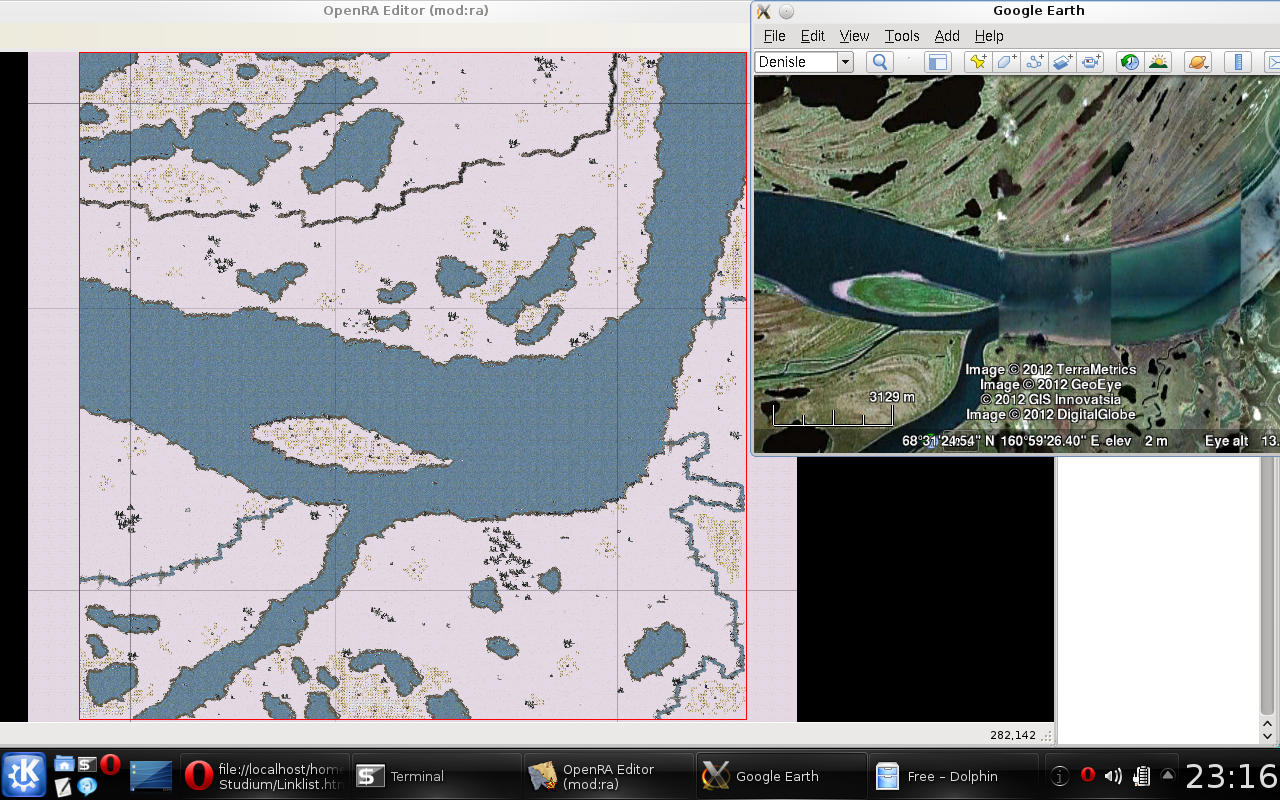 OpenRA Editor (mod:ra)
Google Earth
File Edit View Tools Add Help
Denisle
Image © 2012 TerraMetrics
Image © 2012 GeoEye
© 2012 GIS Innovatsia
Image © 2012 DigitalGlobe
3129 m
68°31'24.54" N 160°59'26.40" E elev 2 m Eye alt 13.
282,142
file://localhost/hom
Studium/Linklist.htm
Terminal
OpenRA Editor
(mod:ra)
Google Earth
Free – Dolphin
23:16